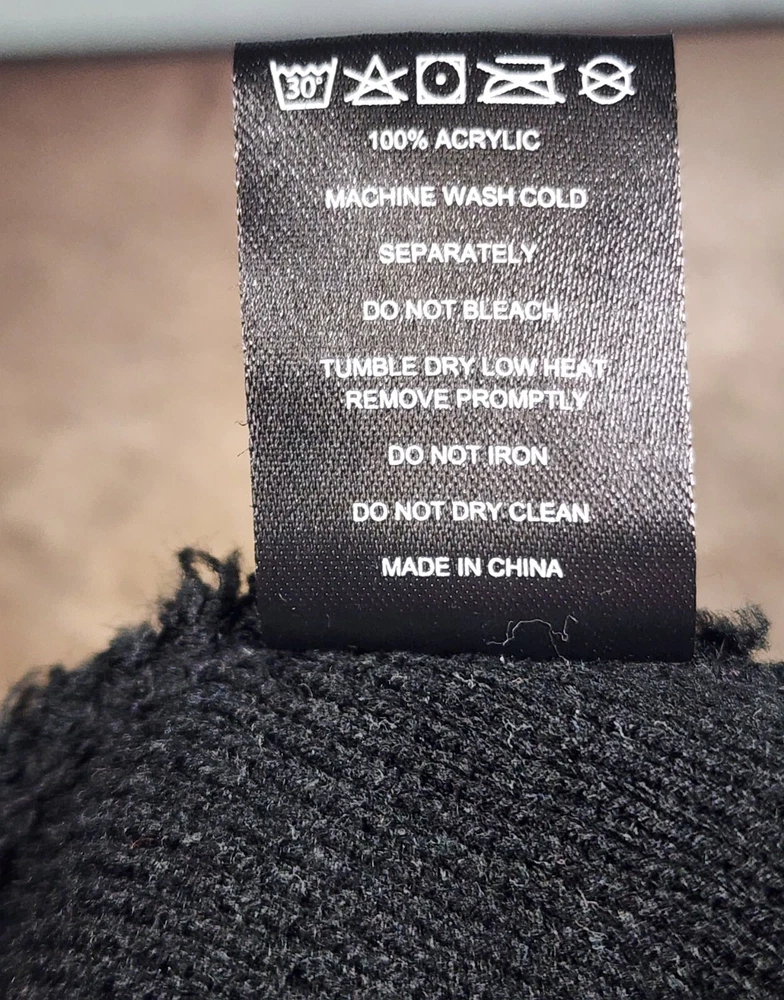 30°
100% ACRYLIC
MACHINE WASH COLD
SEPARATELY
DO NOT BLEACH
TUMBLE DRY LOW HEAT
REMOVE PROMPTLY
DO NOT IRON
DO NOT DRY CLEAN
MADE IN CHINA